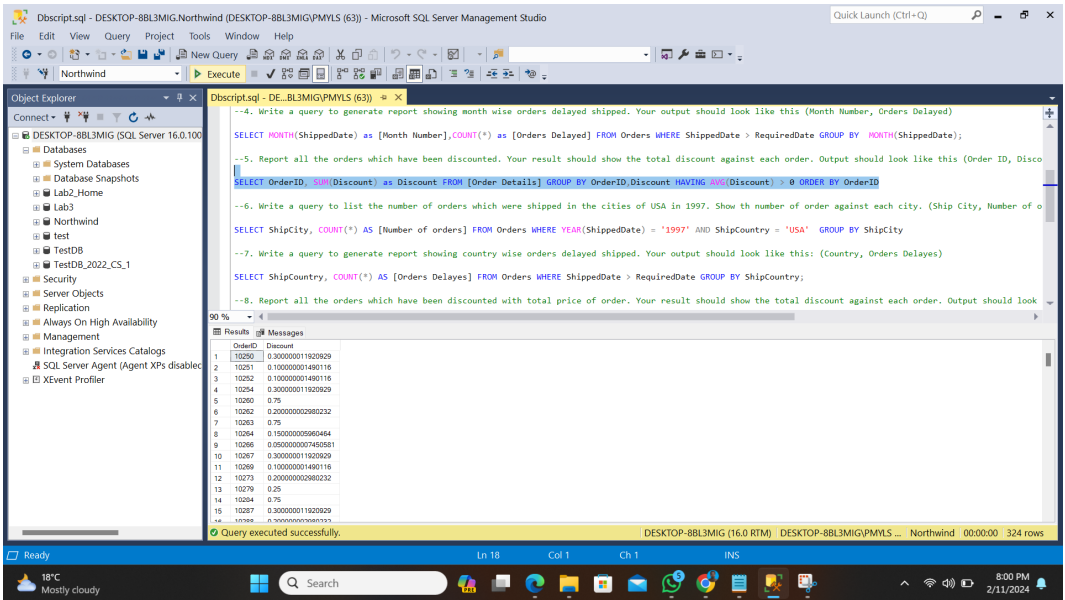 Dbscript.sql - DESKTOP-8BL3MIG.Northwind (DESKTOP-8BL3MIG\PMYLS (63)) - Microsoft SQL Server Management Studio
Quick Launch (Ctrl+Q)
File Edit View Query Project Tools Window Help
New Query
Northwind Execute
Object Explorer
Dbscript.sql - DE...BL3MIG\PMYLS (63))
Connect
DESKTOP-8BL3MIG (SQL Server 16.0.100
Databases
System Databases
Database Snapshots
Lab2_Home
Lab3
Northwind
test
TestDB
TestDB_2022_CS_1
Security
Server Objects
Replication
Always On High Availability
Management
Integration Services Catalogs
SQL Server Agent (Agent XPs disablec
XEvent Profiler
--4. Write a query to generate report showing month wise orders delayed shipped. Your output should look like this (Month Number, Orders Delayed)
SELECT MONTH(ShippedDate) as [Month Number],COUNT(*) as [Orders Delayed] FROM Orders WHERE ShippedDate > RequiredDate GROUP BY MONTH(ShippedDate);
--5. Report all the orders which have been discounted. Your result should show the total discount against each order. Output should look like this (Order ID, Disco
SELECT OrderID, SUM(Discount) as Discount FROM [Order Details] GROUP BY OrderID,Discount HAVING AVG(Discount) > 0 ORDER BY OrderID
--6. Write a query to list the number of orders which were shipped in the cities of USA in 1997. Show th number of order against each city. (Ship City, Number of o
SELECT ShipCity, COUNT(*) AS [Number of orders] FROM Orders WHERE YEAR(ShippedDate) = '1997' AND ShipCountry = 'USA' GROUP BY ShipCity
--7. Write a query to generate report showing country wise orders delayed shipped. Your output should look like this: (Country, Orders Delayes)
SELECT ShipCountry, COUNT(*) AS [Orders Delayes] FROM Orders WHERE ShippedDate > RequiredDate GROUP BY ShipCountry;
--8. Report all the orders which have been discounted with total price of order. Your result should show the total discount against each order. Output should look
90 %
Results Messages
OrderID Discount
1 10250 0.300000011920929
2 10251 0.100000001490116
3 10252 0.100000001490116
4 10254 0.300000011920929
5 10260 0.75
6 10262 0.200000002980232
7 10263 0.75
8 10264 0.150000005960464
9 10266 0.0500000007450581
10 10267 0.300000011920929
11 10269 0.100000001490116
12 10273 0.200000002980232
13 10279 0.25
14 10284 0.75
15 10287 0.300000011920929
16 10288 0.200000002980232
Query executed successfully.
DESKTOP-8BL3MIG (16.0 RTM) DESKTOP-8BL3MIG\PMYLS ... Northwind 00:00:00 324 rows
Ready Ln 18 Col 1 Ch 1 INS
18°C
Mostly cloudy
Search
PRE
5
8:00 PM
2/11/2024